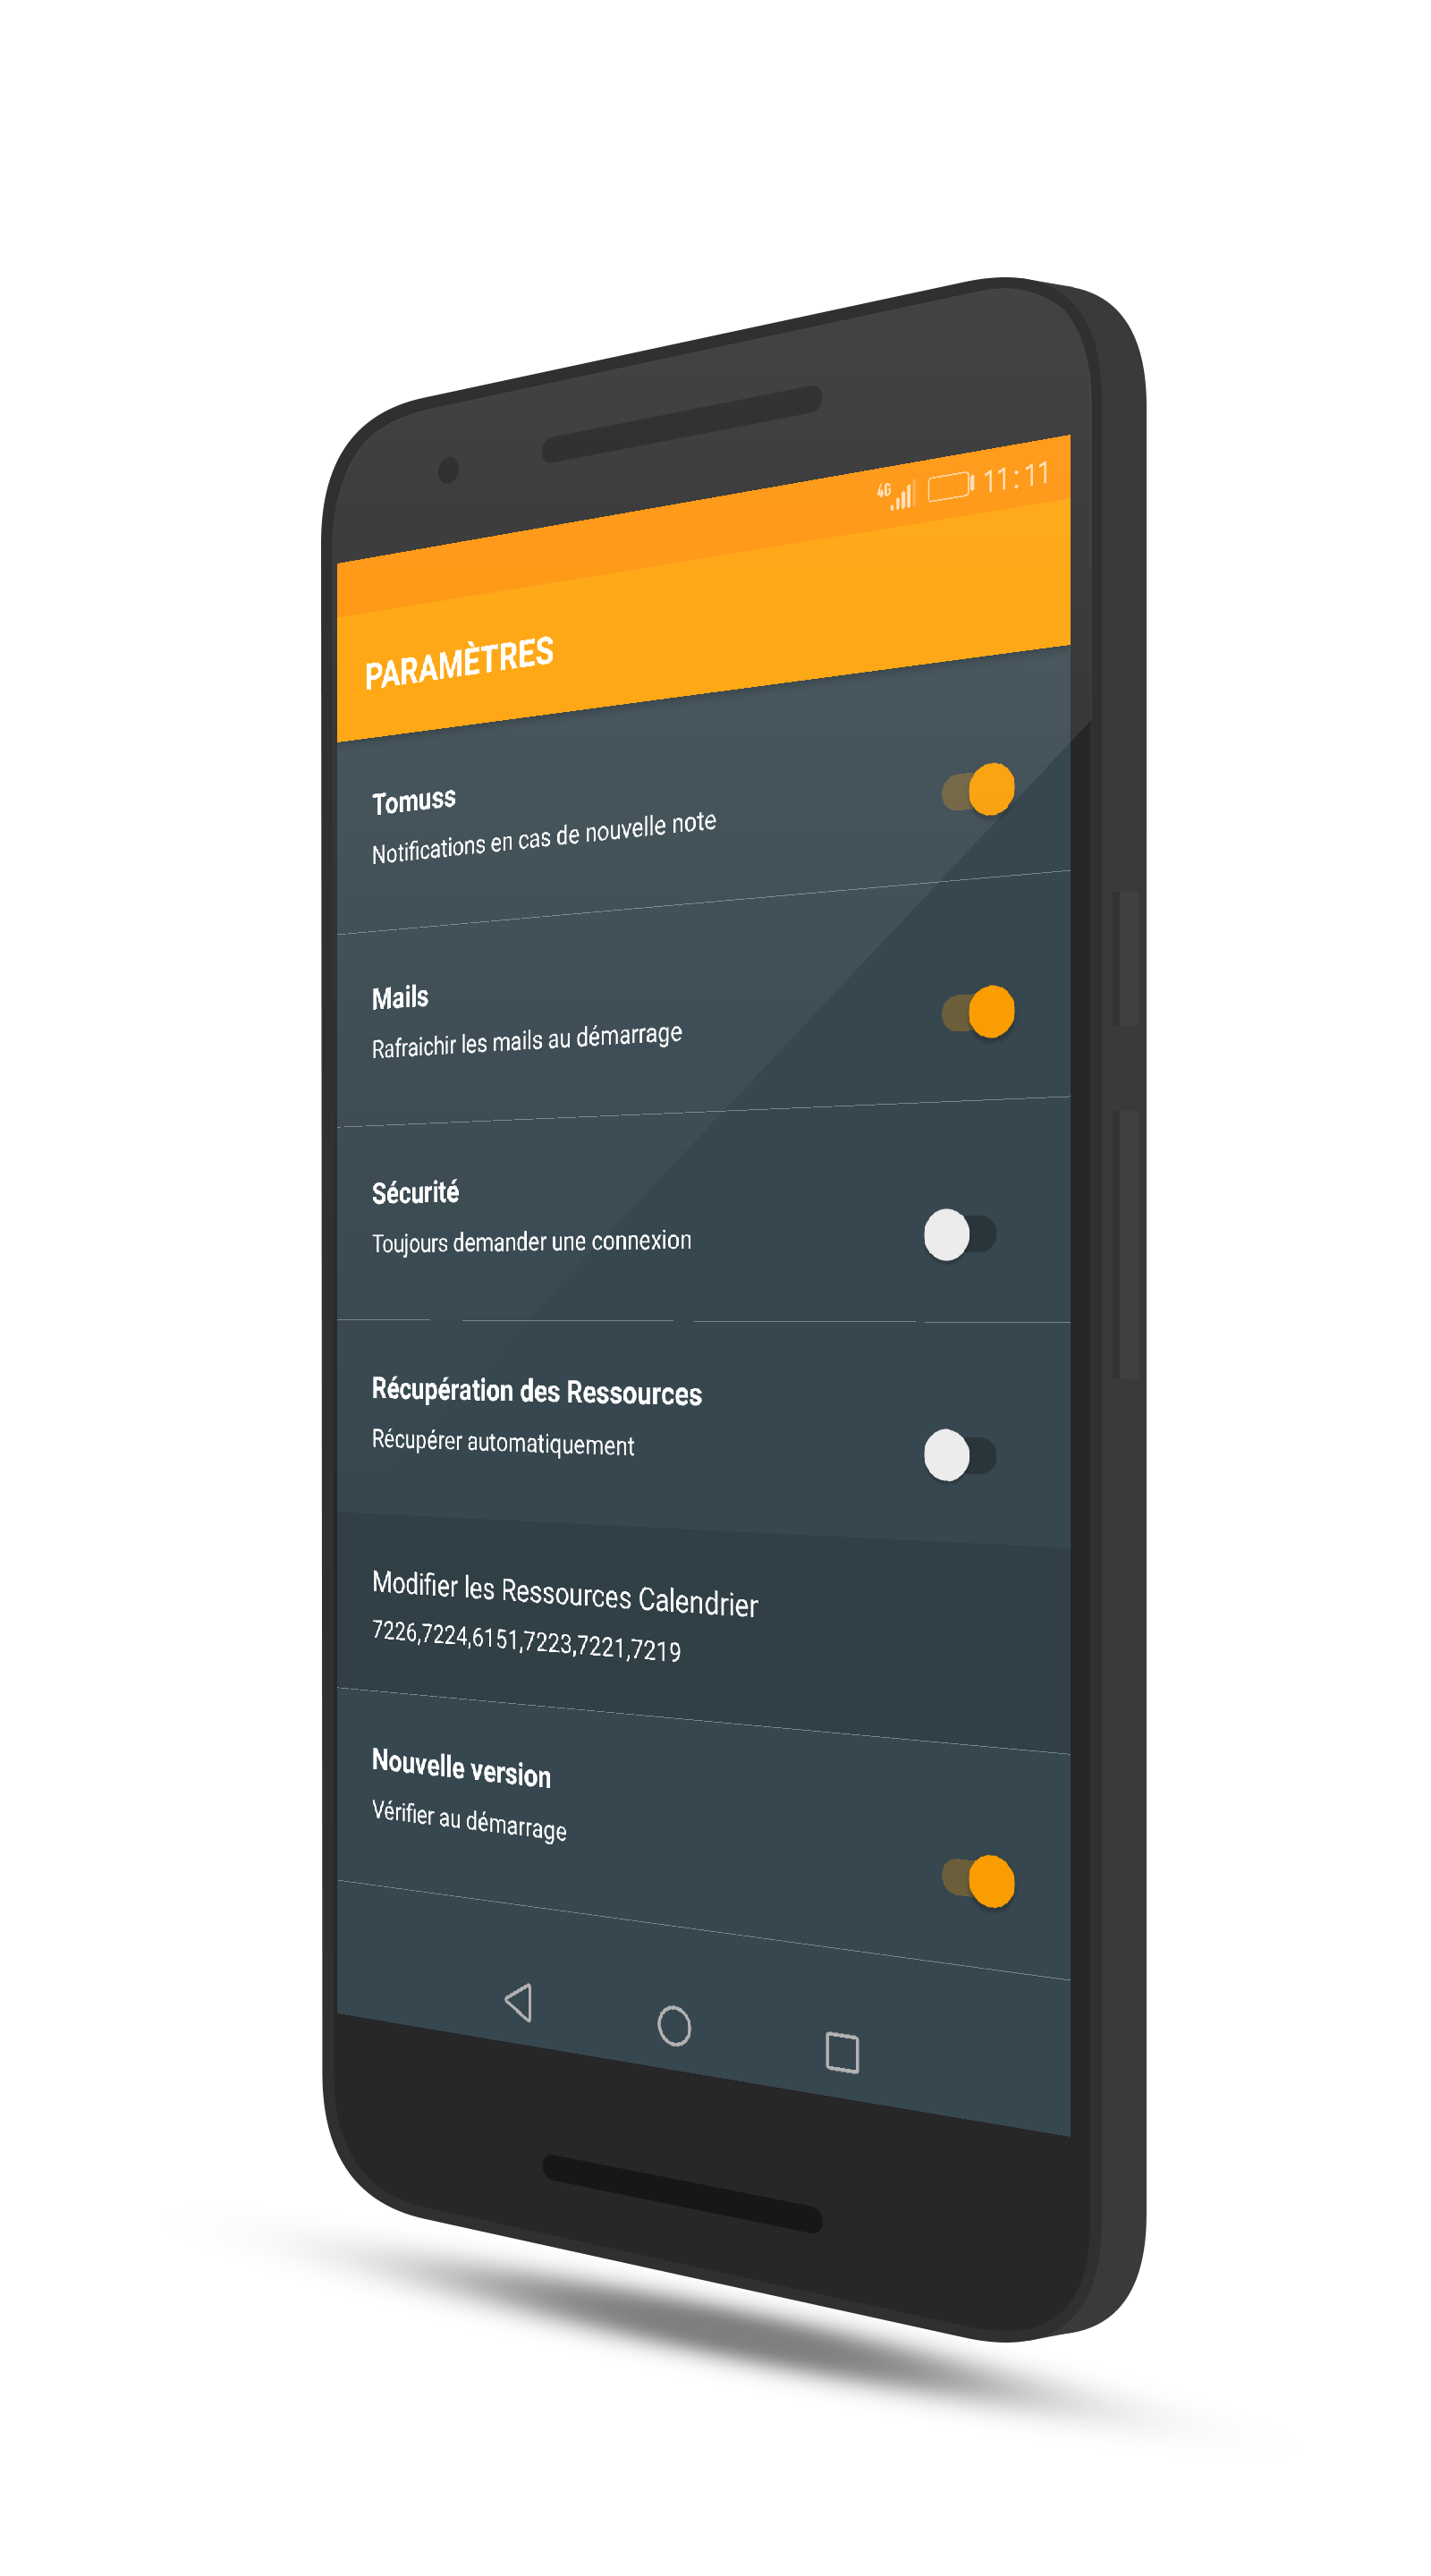 4G 11:11
PARAMÈTRES
Tomuss
Notifications en cas de nouvelle note
Mails
Rafraichir les mails au démarrage
Sécurité
Toujours demander une connexion
Récupération des Ressources
Récupérer automatiquement
Modifier les Ressources Calendrier
7226,7224,6151,7223,7221,7219
Nouvelle version
Vérifier au démarrage